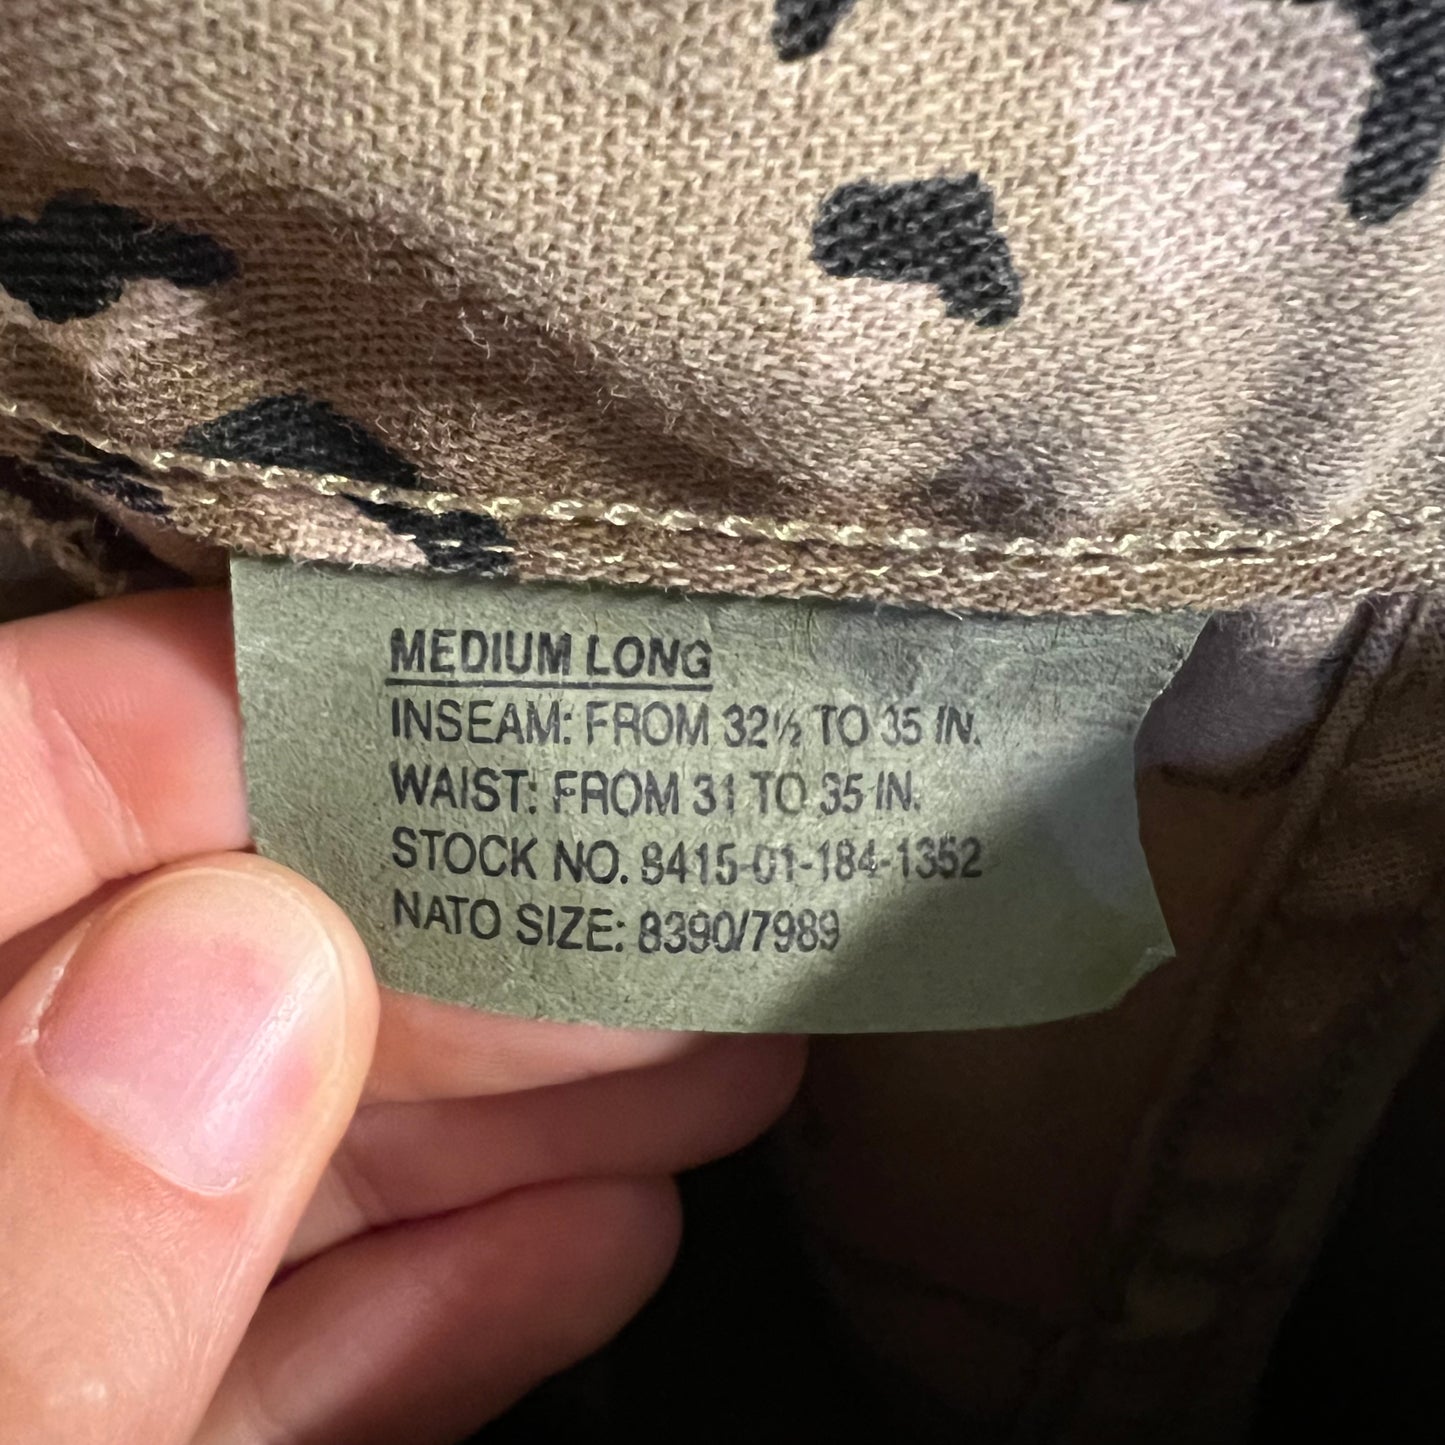 MEDIUM LONG
INSEAM: FROM 32½ TO 35 IN.
WAIST: FROM 31 TO 35 IN.
STOCK NO. 8415-01-184-1352
NATO SIZE: 8390/7989